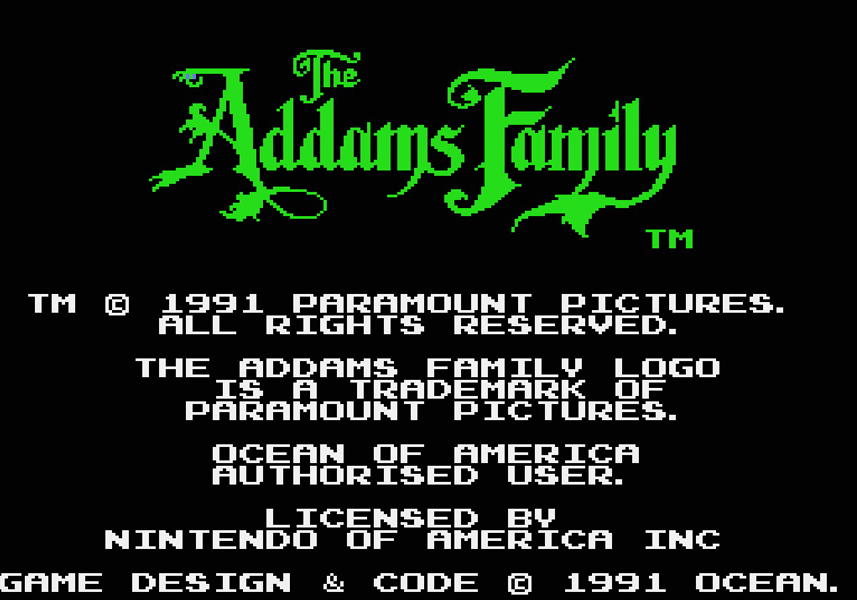 The
Addams Family
TM
TM © 1991 PARAMOUNT PICTURES.
ALL RIGHTS RESERVED.
THE ADDAMS FAMILY LOGO
IS A TRADEMARK OF
PARAMOUNT PICTURES.
OCEAN OF AMERICA
AUTHORISED USER.
LICENSED BY
NINTENDO OF AMERICA INC
GAME DESIGN & CODE © 1991 OCEAN.